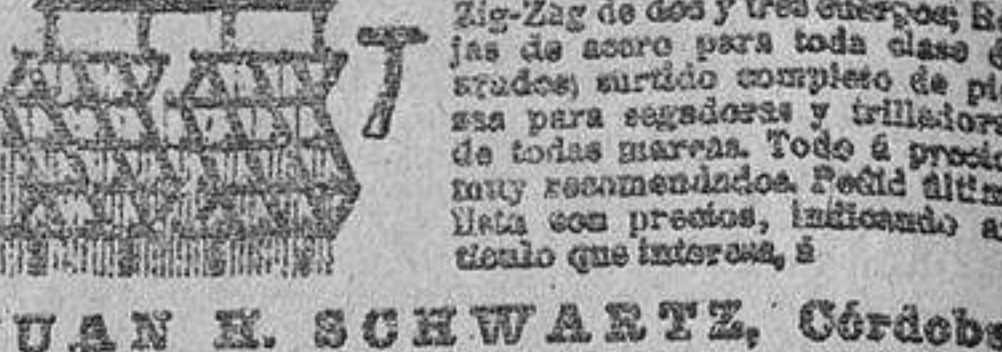 Zig-Zag de dos y tres cuerpos; Re
jas de acero para toda clase d
arados; surtido completo de pi
zas para segadoras y trillador
de todas marcas. Todo á precio
muy recomendados. Pedid últim
lista con precios, indicando a
tículo que interesa, á
UAN H. SCHWARTZ, Córdoba